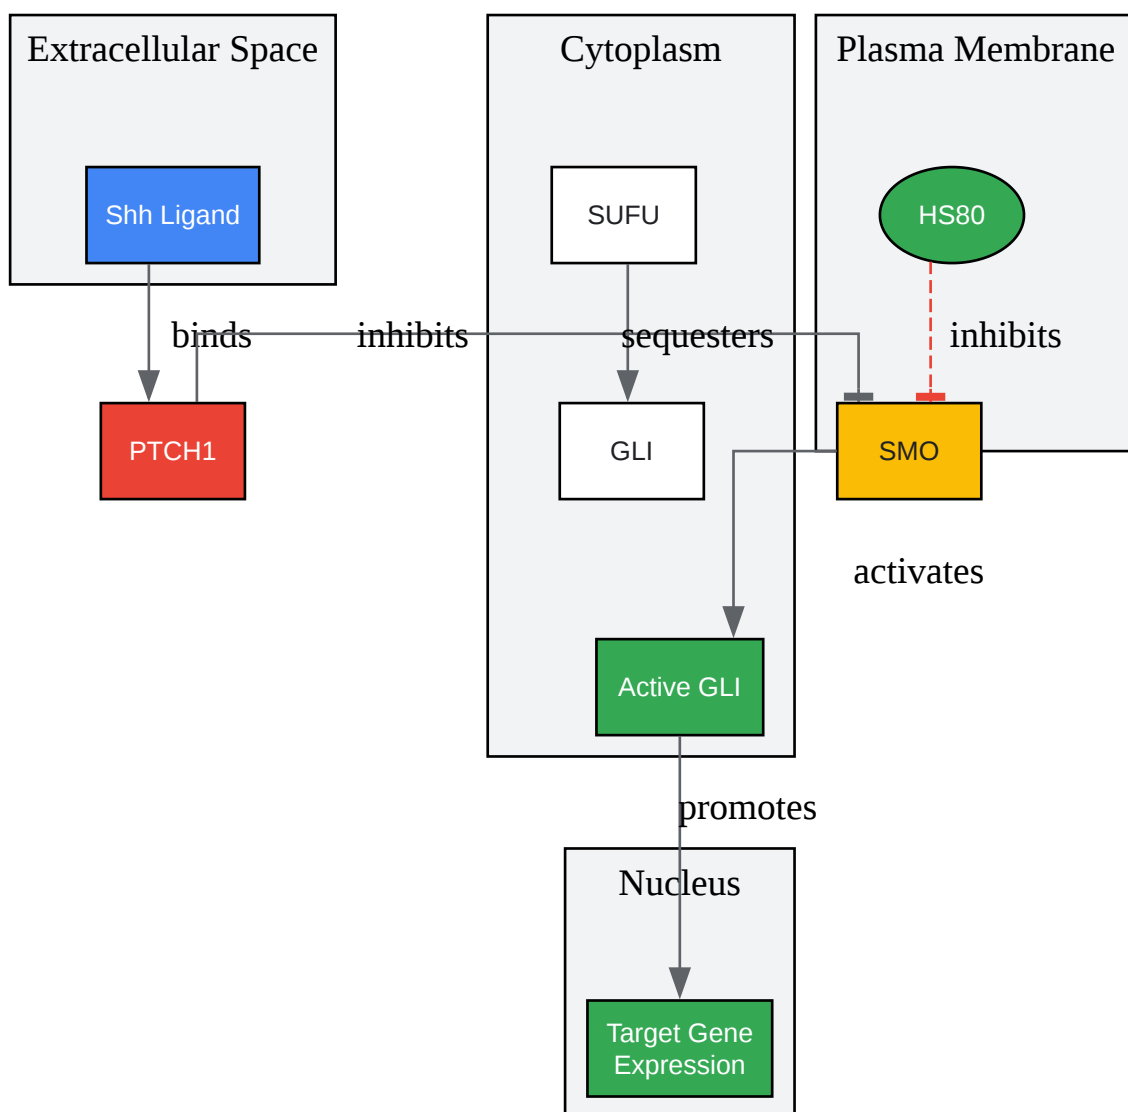 Extracellular Space
Cytoplasm
Plasma Membrane
Shh Ligand
SUFU
HS80
binds
inhibits
sequesters
inhibits
PTCH1
GLI
SMO
activates
Active GLI
promotes
Nucleus
Target Gene
Expression